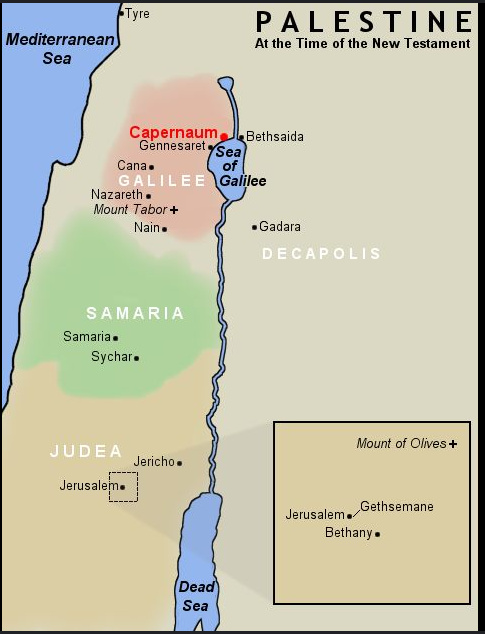 PALESTINE
At the Time of the New Testament
Tyre
Mediterranean
Sea
Capernaum
Bethsaida
Gennesaret
Sea
of
Galilee
Cana
GALILEE
Nazareth
Mount Tabor
Nain
Gadara
DECAPOLIS
SAMARIA
Samaria
Sychar
JUDEA
Jericho
Jerusalem
Mount of Olives
Gethsemane
Jerusalem
Bethany
Dead
Sea